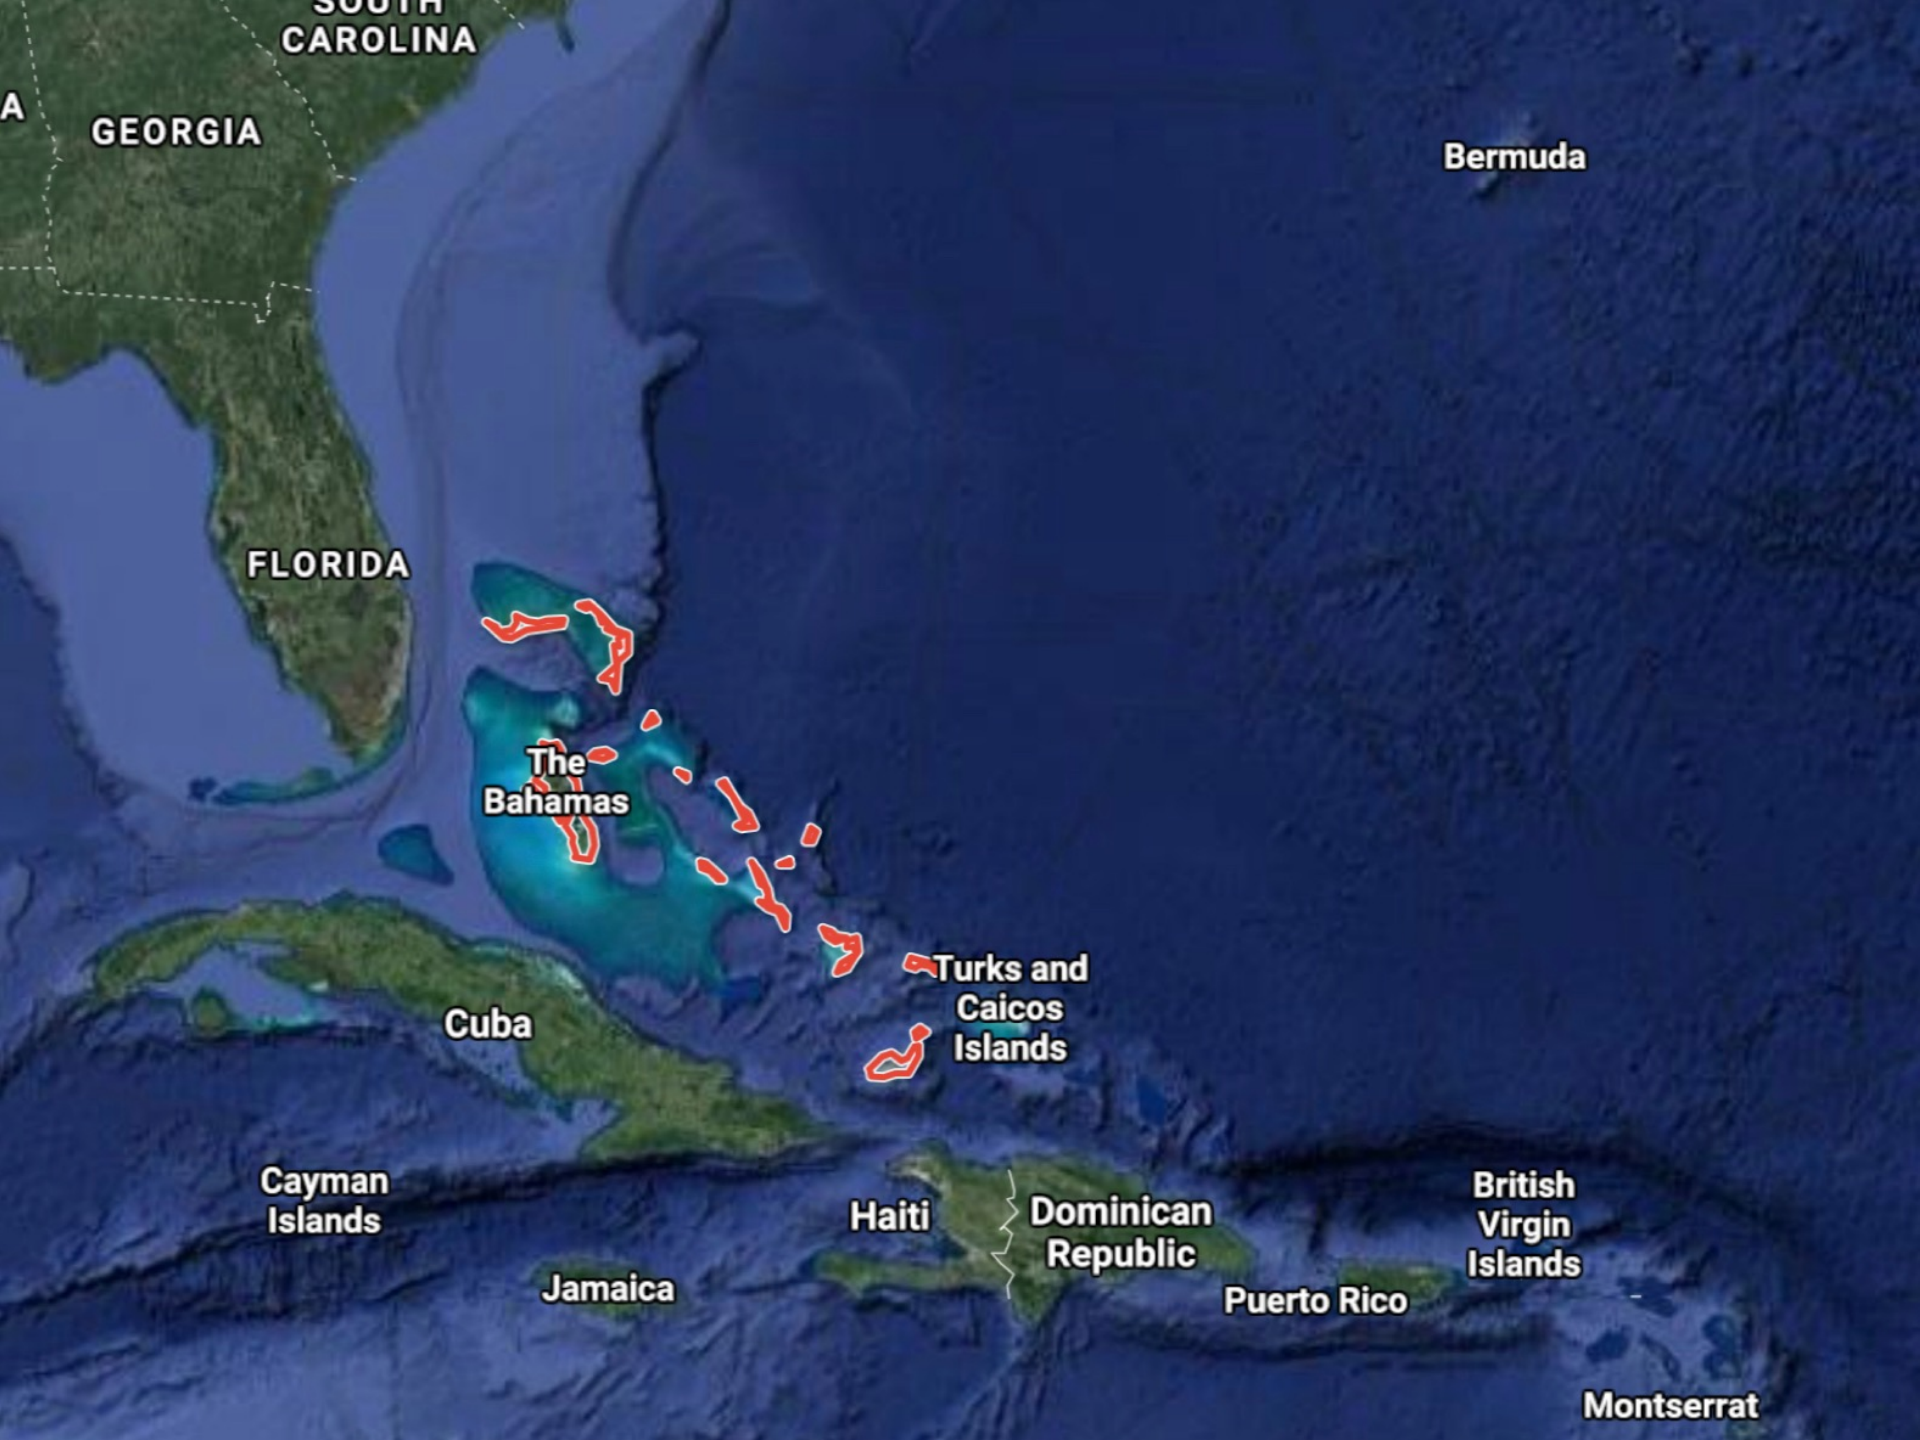 SOUTH
CAROLINA
A
GEORGIA
Bermuda
FLORIDA
The
Bahamas
Turks and
Caicos
Islands
Cuba
Cayman
Islands
Haiti
Dominican
Republic
British
Virgin
Islands
Jamaica
Puerto Rico
Montserrat